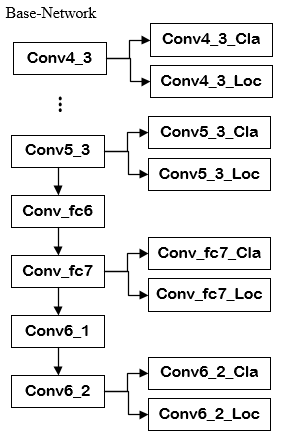 Base-Network
Conv4_3
Conv4_3_Cla
Conv4_3_Loc
Conv5_3
Conv5_3_Cla
Conv5_3_Loc
Conv_fc6
Conv_fc7
Conv_fc7_Cla
Conv_fc7_Loc
Conv6_1
Conv6_2
Conv6_2_Cla
Conv6_2_Loc